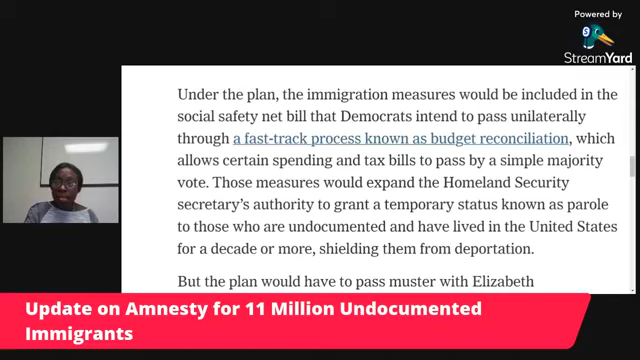 Powered by
StreamYard
Under the plan, the immigration measures would be included in the
social safety net bill that Democrats intend to pass unilaterally
through a fast-track process known as budget reconciliation, which
allows certain spending and tax bills to pass by a simple majority
vote. Those measures would expand the Homeland Security
secretary’s authority to grant a temporary status known as parole
to those who are undocumented and have lived in the United States
for a decade or more, shielding them from deportation.
But the plan would have to pass muster with Elizabeth
Update on Amnesty for 11 Million Undocumented
Immigrants